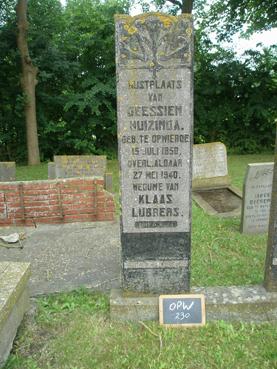 RUSTPLAATS
VAN
GEESSIEN
HUIZINGA,
GEB. TE OPWIERDE
15 JULI 1850,
OVERL. ALDAAR
27 MEI 1940.
WEDUWE VAN
KLAAS
LUBBERS.
OPW
230